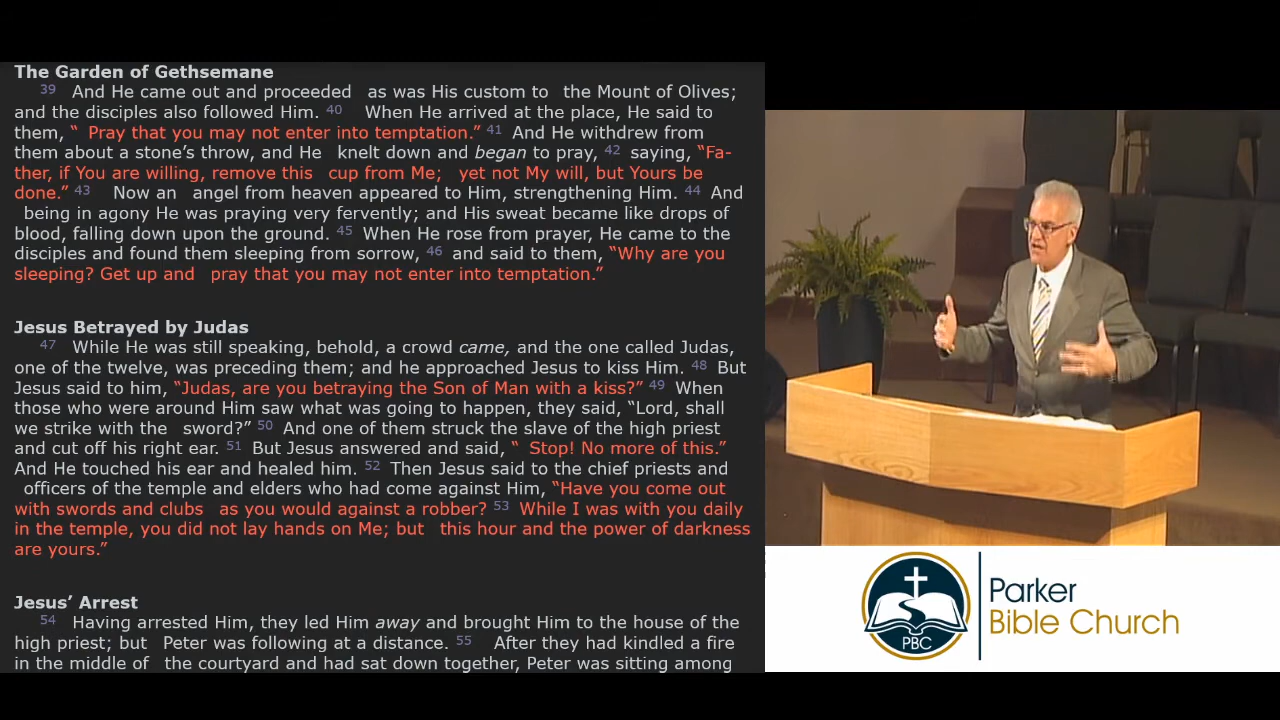 The Garden of Gethsemane
39 And He came out and proceeded as was His custom to the Mount of Olives;
and the disciples also followed Him. 40 When He arrived at the place, He said to
them, “ Pray that you may not enter into temptation.” 41 And He withdrew from
them about a stone’s throw, and He knelt down and began to pray, 42 saying, “Fa-
ther, if You are willing, remove this cup from Me; yet not My will, but Yours be
done.” 43 Now an angel from heaven appeared to Him, strengthening Him. 44 And
being in agony He was praying very fervently; and His sweat became like drops of
blood, falling down upon the ground. 45 When He rose from prayer, He came to the
disciples and found them sleeping from sorrow, 46 and said to them, “Why are you
sleeping? Get up and pray that you may not enter into temptation.”
Jesus Betrayed by Judas
47 While He was still speaking, behold, a crowd came, and the one called Judas,
one of the twelve, was preceding them; and he approached Jesus to kiss Him. 48 But
Jesus said to him, “Judas, are you betraying the Son of Man with a kiss?” 49 When
those who were around Him saw what was going to happen, they said, “Lord, shall
we strike with the sword?” 50 And one of them struck the slave of the high priest
and cut off his right ear. 51 But Jesus answered and said, “ Stop! No more of this.”
And He touched his ear and healed him. 52 Then Jesus said to the chief priests and
officers of the temple and elders who had come against Him, “Have you come out
with swords and clubs as you would against a robber? 53 While I was with you daily
in the temple, you did not lay hands on Me; but this hour and the power of darkness
are yours.”
Jesus’ Arrest
54 Having arrested Him, they led Him away and brought Him to the house of the
high priest; but Peter was following at a distance. 55 After they had kindled a fire
in the middle of the courtyard and had sat down together, Peter was sitting among
PBC
Parker
Bible Church